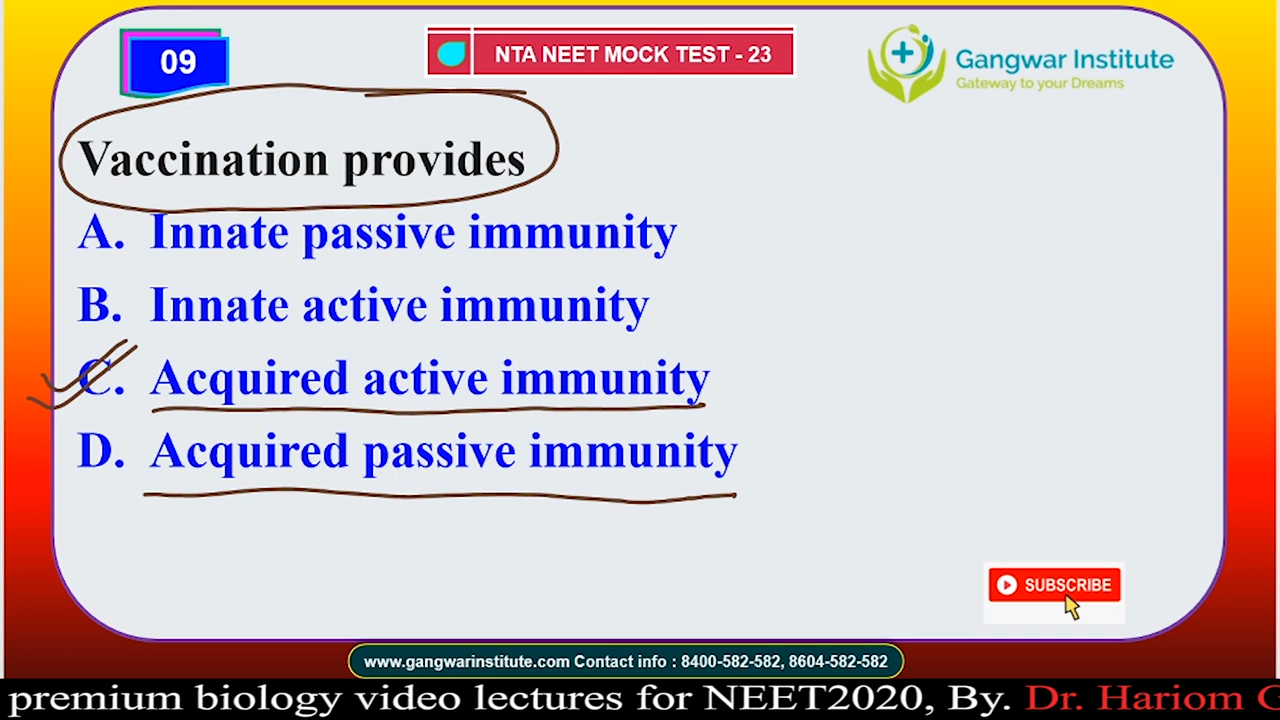 09
NTA NEET MOCK TEST - 23
Gangwar Institute
Gateway to your Dreams
Vaccination provides
A. Innate passive immunity
B. Innate active immunity
C. Acquired active immunity
D. Acquired passive immunity
SUBSCRIBE
www.gangwarinstitute.com Contact info : 8400-582-582, 8604-582-582
premium biology video lectures for NEET2020, By. Dr. Hariom G